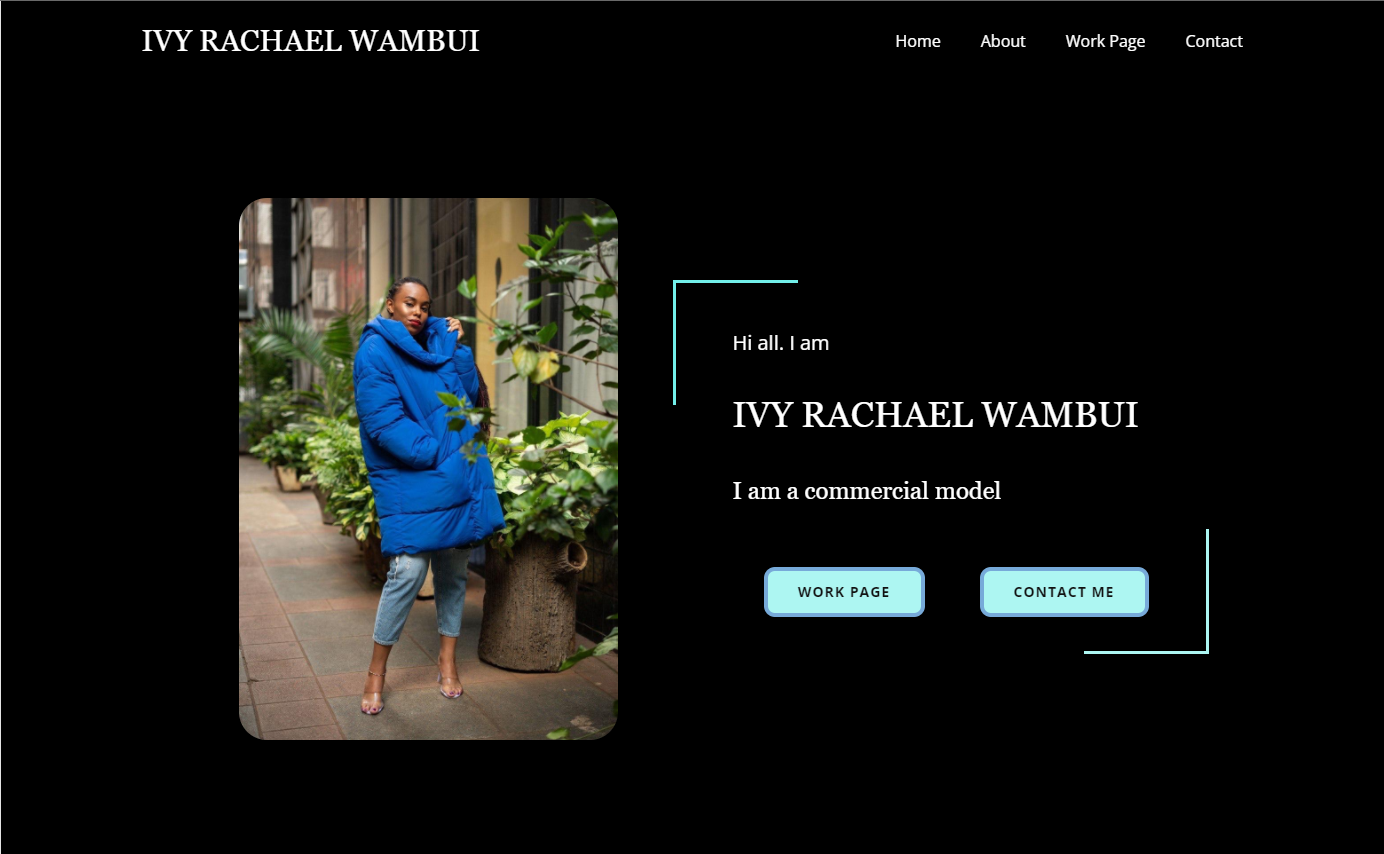 IVY RACHAEL WAMBUI
Home About Work Page Contact
Hi all. I am
IVY RACHAEL WAMBUI
I am a commercial model
WORK PAGE CONTACT ME